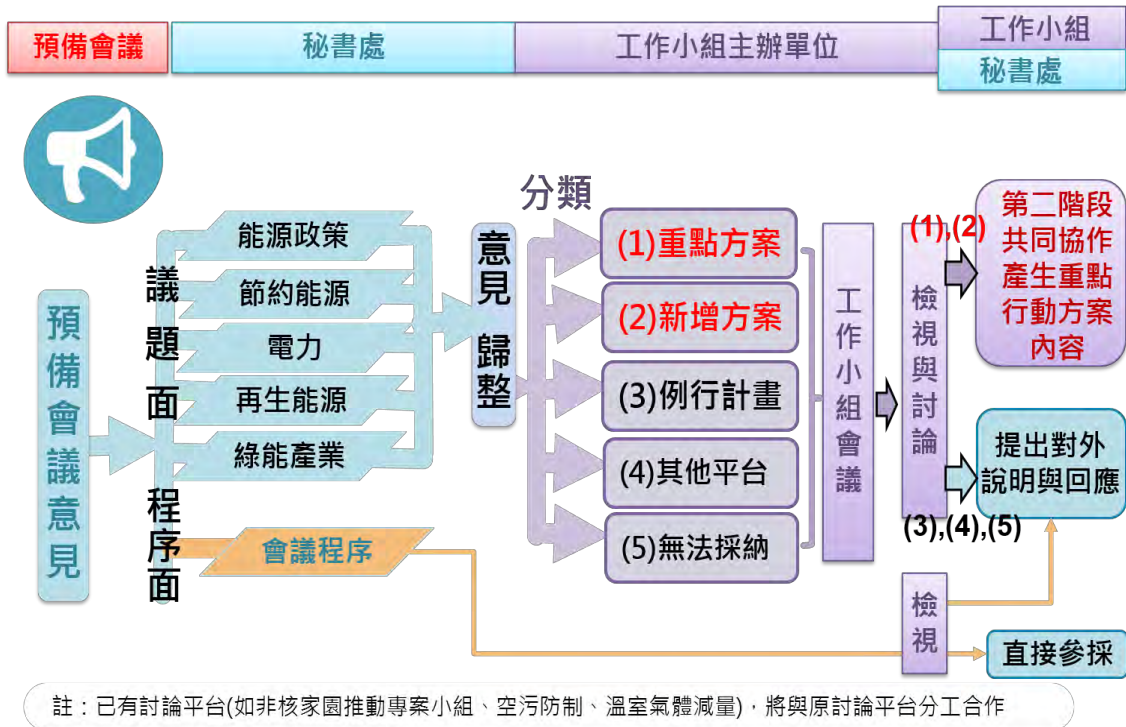 預備會議
秘書處
工作小組主辦單位
工作小組
秘書處
預備會議意見
議題面
程序面
能源政策
節約能源
電力
再生能源
綠能產業
會議程序
意見歸整
分類
(1)重點方案
(2)新增方案
(3)例行計畫
(4)其他平台
(5)無法採納
工作小組會議
檢視與討論
(1),(2)
第二階段
共同協作
產生重點
行動方案
內容
提出對外
說明與回應
(3),(4),(5)
檢視
直接參採
註：已有討論平台(如非核家園推動專案小組、空污防制、溫室氣體減量)，將與原討論平台分工合作